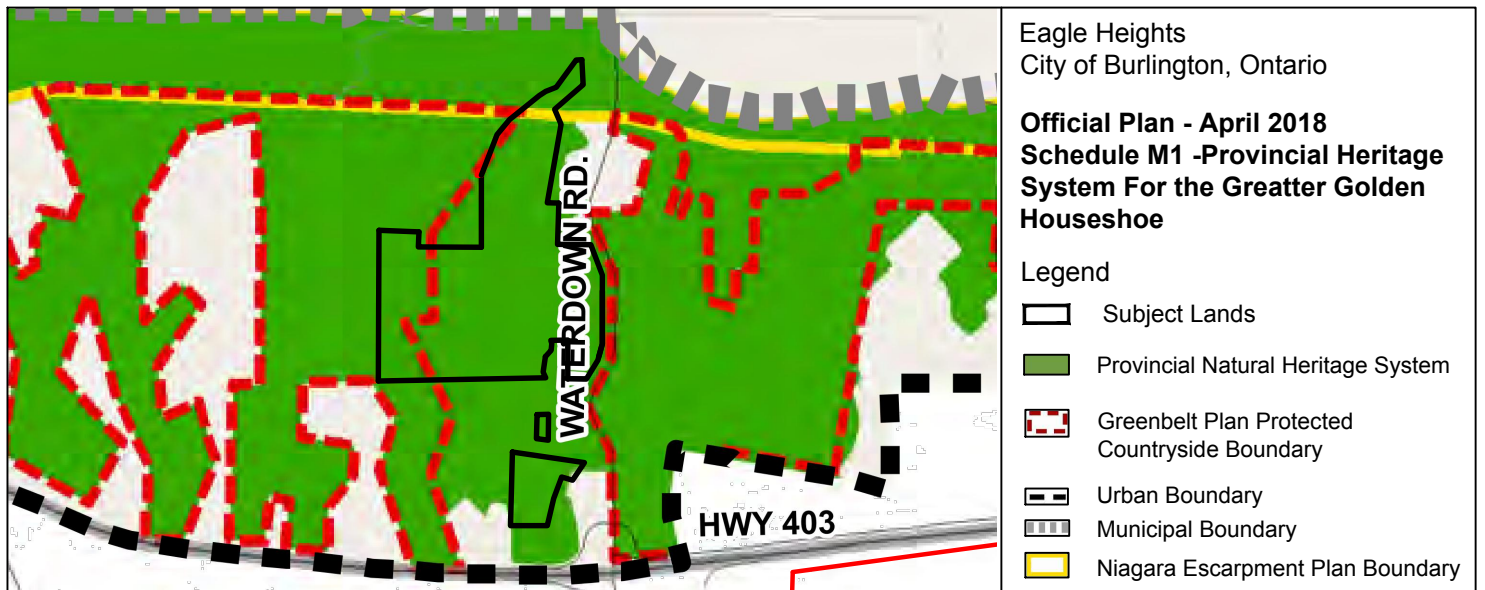 WATERDOWN RD.
HWY 403
Eagle Heights
City of Burlington, Ontario
Official Plan - April 2018
Schedule M1 -Provincial Heritage
System For the Greatter Golden
Houseshoe
Legend
Subject Lands
Provincial Natural Heritage System
Greenbelt Plan Protected
Countryside Boundary
Urban Boundary
Municipal Boundary
Niagara Escarpment Plan Boundary